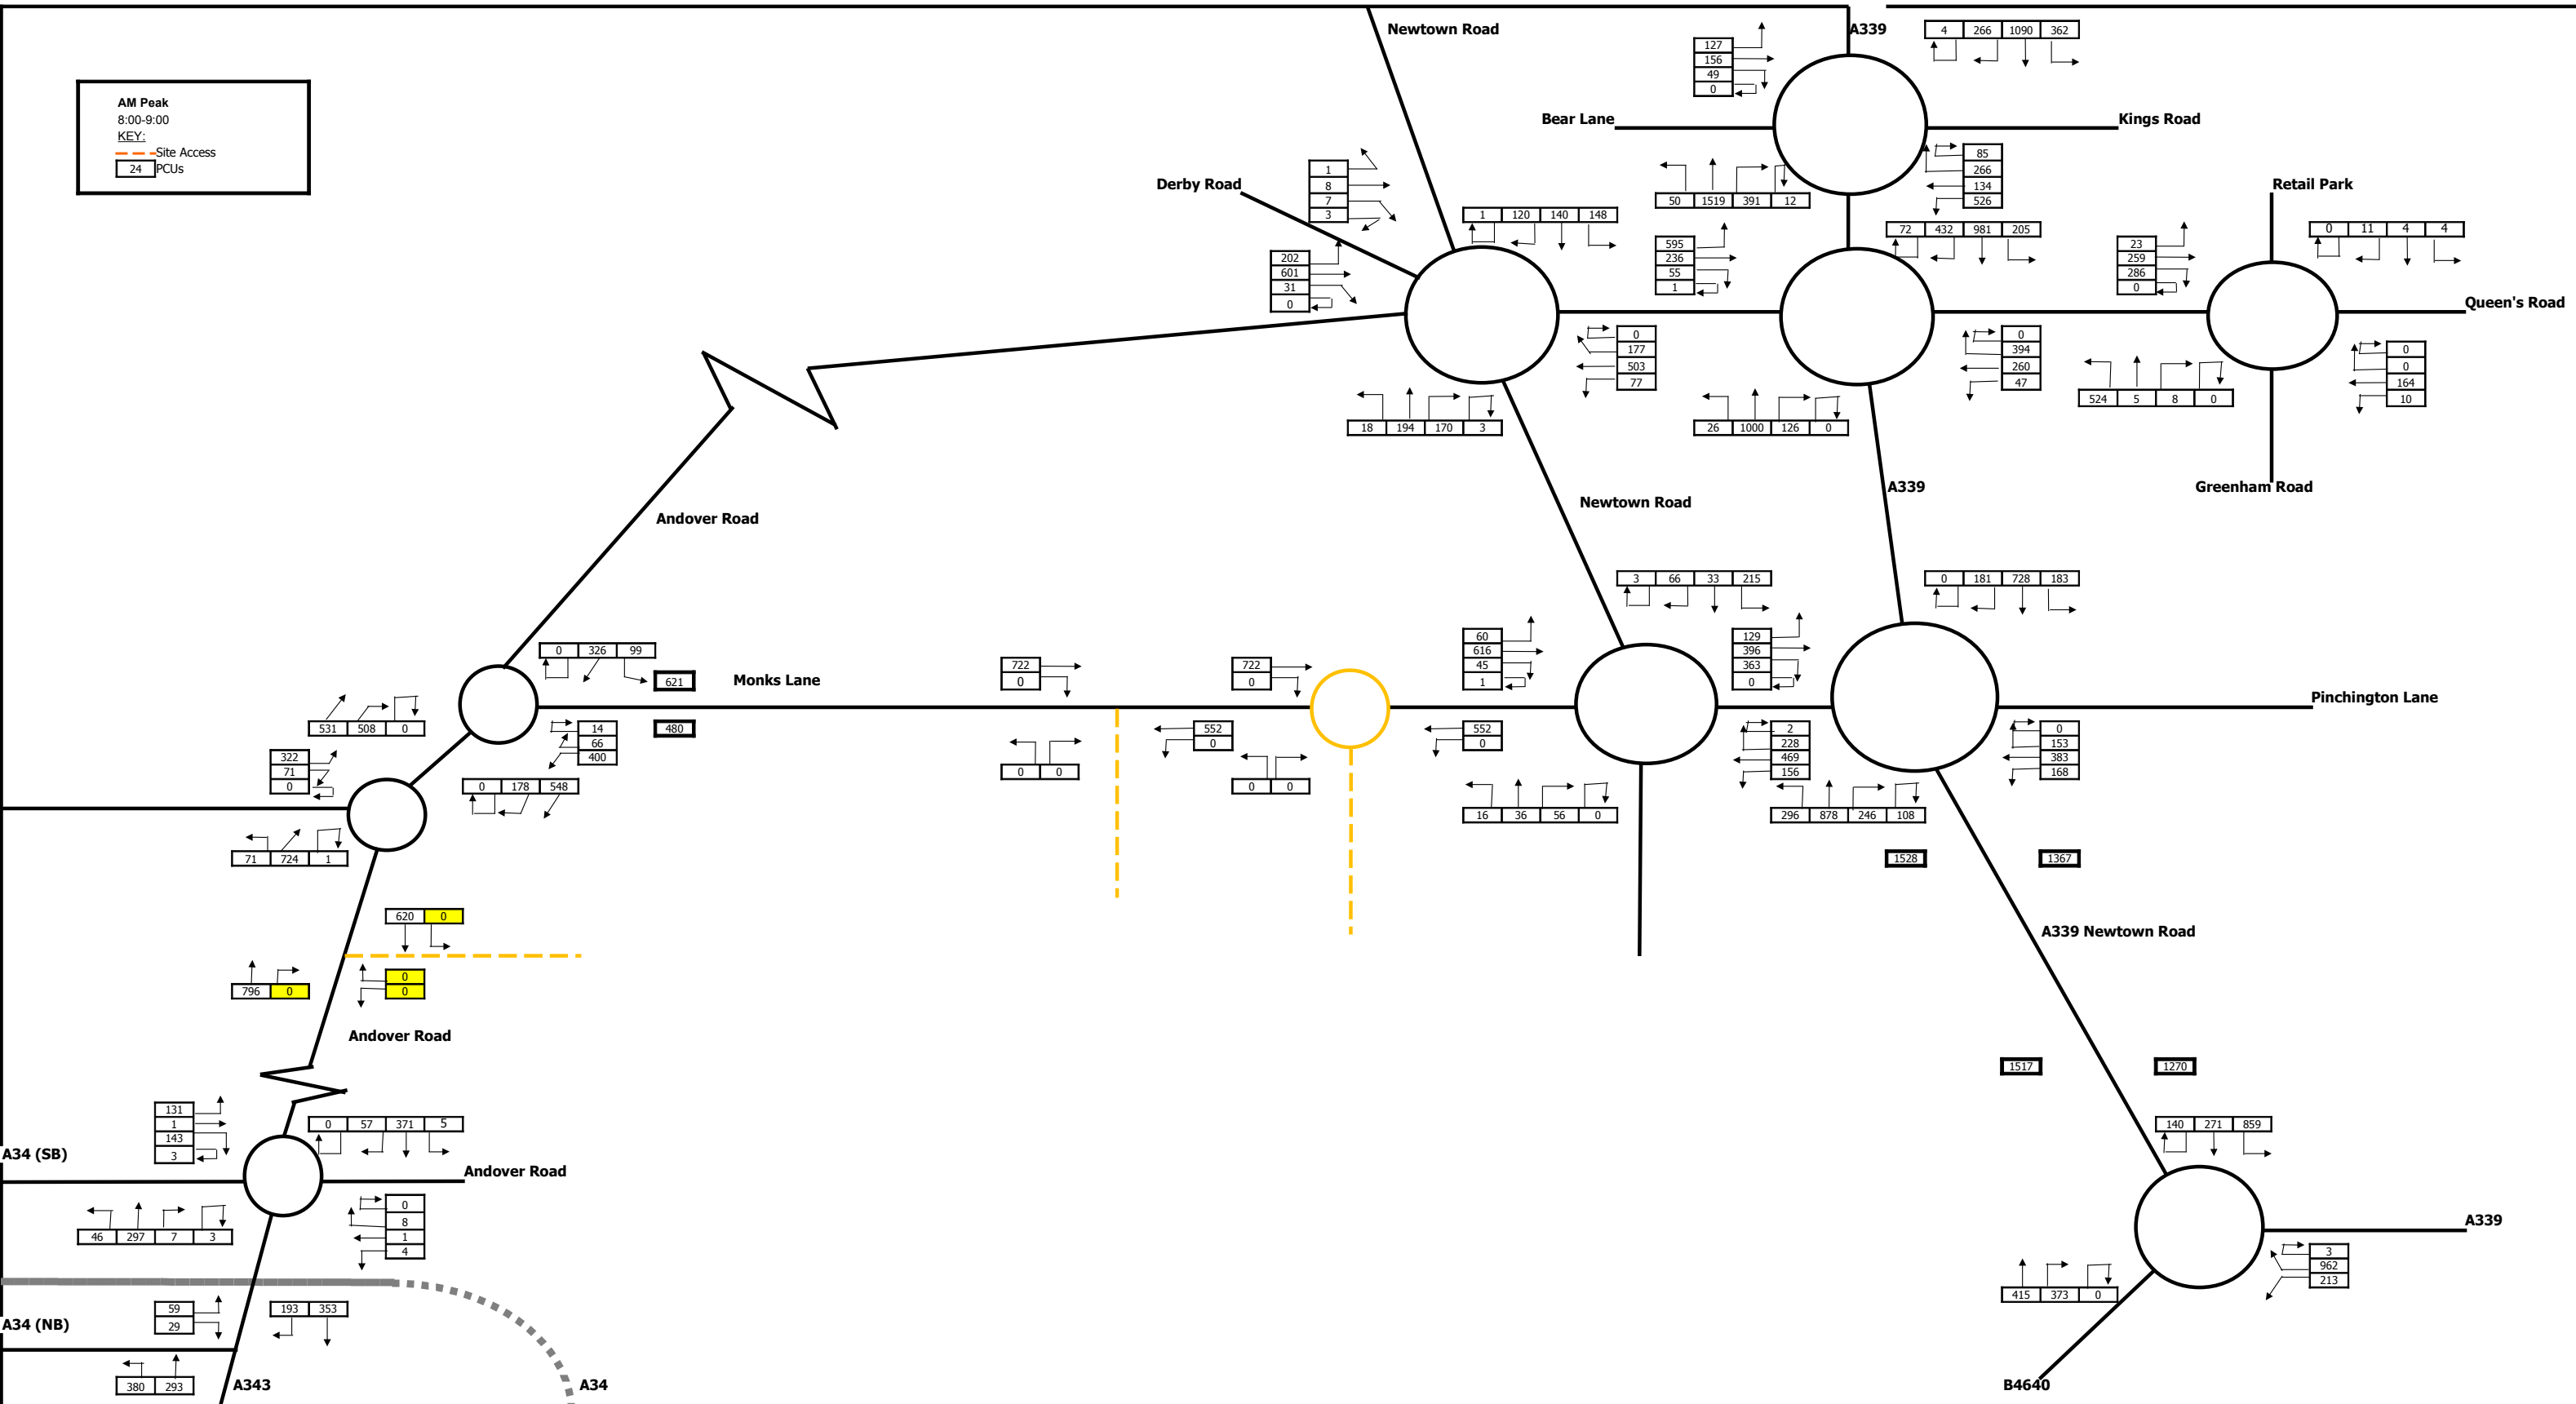 Newtown Road
A339
4 266 1090 362
127
156
49
0
AM Peak
8:00-9:00
KEY:
Site Access
24 PCUs
Bear Lane
Kings Road
85
266
134
526
50 1519 391 12
Derby Road
1
8
7
3
1 120 140 148
Retail Park
72 432 981 205
0 11 4 4
595
236
55
1
23
259
286
0
202
601
31
0
Queen's Road
0
177
503
77
0
394
260
47
0
0
164
10
524 5 8 0
18 194 170 3
26 1000 126 0
Greenham Road
A339
Newtown Road
Andover Road
3 66 33 215
0 181 728 183
60
616
45
1
129
396
363
0
0 326 99
621
Monks Lane
722
0
722
0
Pinchington Lane
531 508 0
14
66
400
480
552
0
552
0
2
228
469
156
0
153
383
168
322
71
0
0 178 548
0 0
0 0
16 36 56 0
296 878 246 108
71 724 1
1528
1367
620 0
A339 Newtown Road
0
0
796 0
Andover Road
1517
1270
131
1
143
3
0 57 371 5
140 271 859
A34 (SB)
Andover Road
0
8
1
4
46 297 7 3
A339
3
962
213
415 373 0
59
29
193 353
A34 (NB)
380 293
A343
A34
B4640